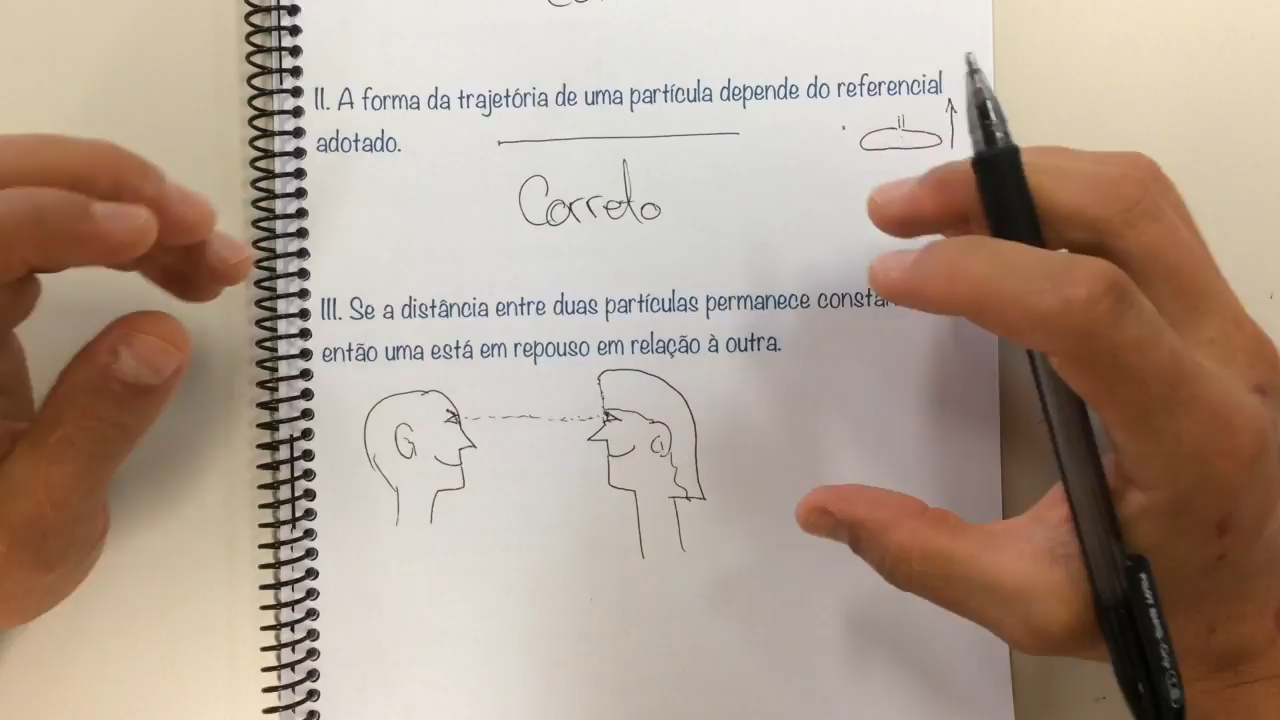 II. A forma da trajetória de uma partícula depende do referencial
adotado.
Correto
III. Se a distância entre duas partículas permanece
então uma está em repouso em relação à outra.